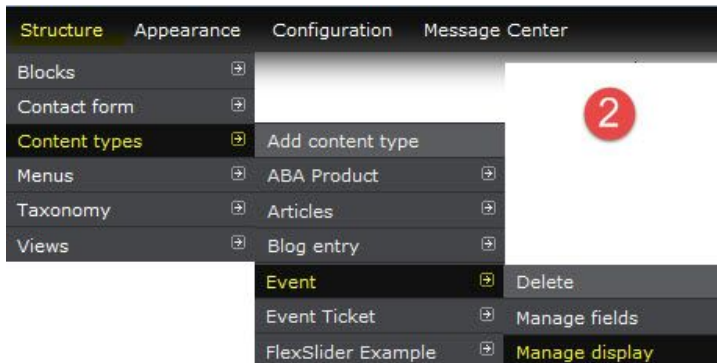 Structure Appearance Configuration Message Center
Blocks
2
Contact form
Content types Add content type
Menus ABA Product
Taxonomy Articles
Views Blog entry
Event Delete
Event Ticket Manage fields
FlexSlider Example Manage display